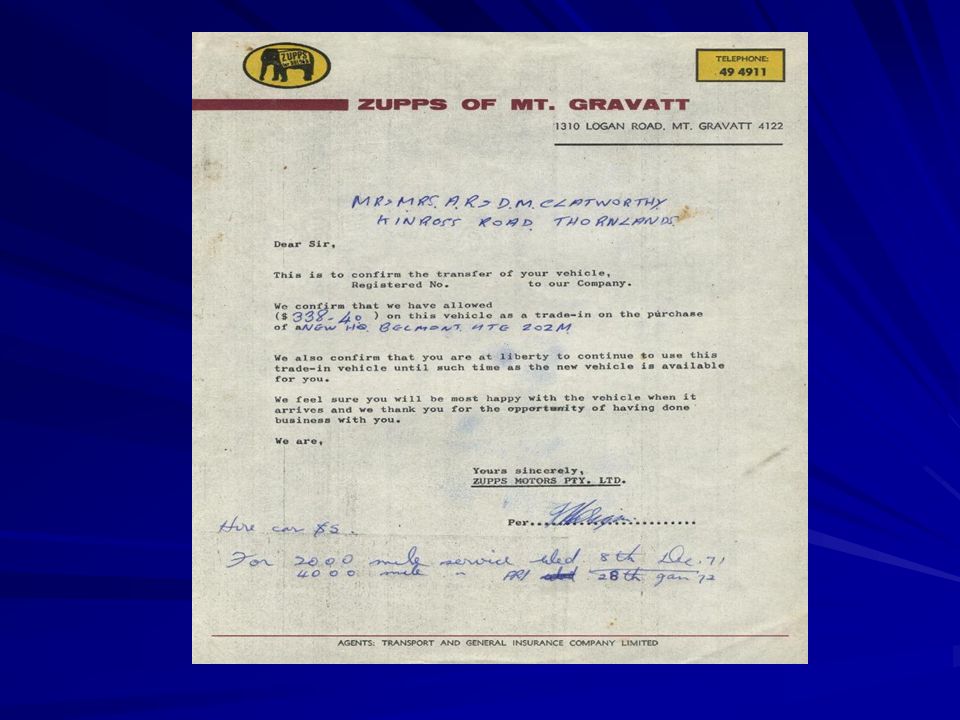 ZUPPS
TELEPHONE:
49 4911
ZUPPS OF MT. GRAVATT
1310 LOGAN ROAD, MT. GRAVATT 4122
MR > MRS. A.R > D.M. CLATWORTHY
KINROSS ROAD THORNLANDS.
Dear Sir,
This is to confirm the transfer of your vehicle,
Registered No. to our Company.
We confirm that we have allowed
($ 338-40 ) on this vehicle as a trade-in on the purchase
of a NEW HQ. BELMONT. UTE 202M
We also confirm that you are at liberty to continue to use this
trade-in vehicle until such time as the new vehicle is available
for you.
We feel sure you will be most happy with the vehicle when it
arrives and we thank you for the opportunity of having done
business with you.
We are,
Yours sincerely,
ZUPPS MOTORS PTY. LTD.
Per..........................
Hire car $5.
For 2000 mile service Wed 8th Dec. 71
4000 mile " FRI 28th Jan '72
AGENTS: TRANSPORT AND GENERAL INSURANCE COMPANY LIMITED